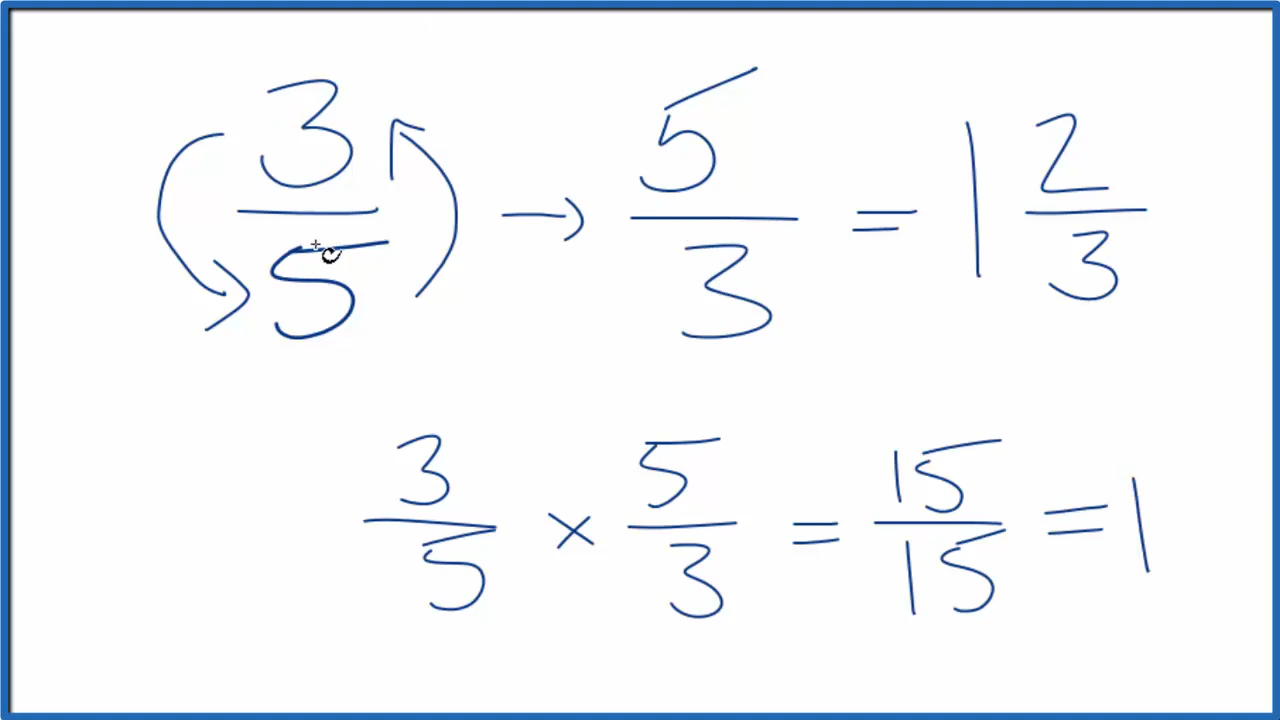 3/5 → 5/3 = 1 2/3
3/5 × 5/3 = 15/15 = 1